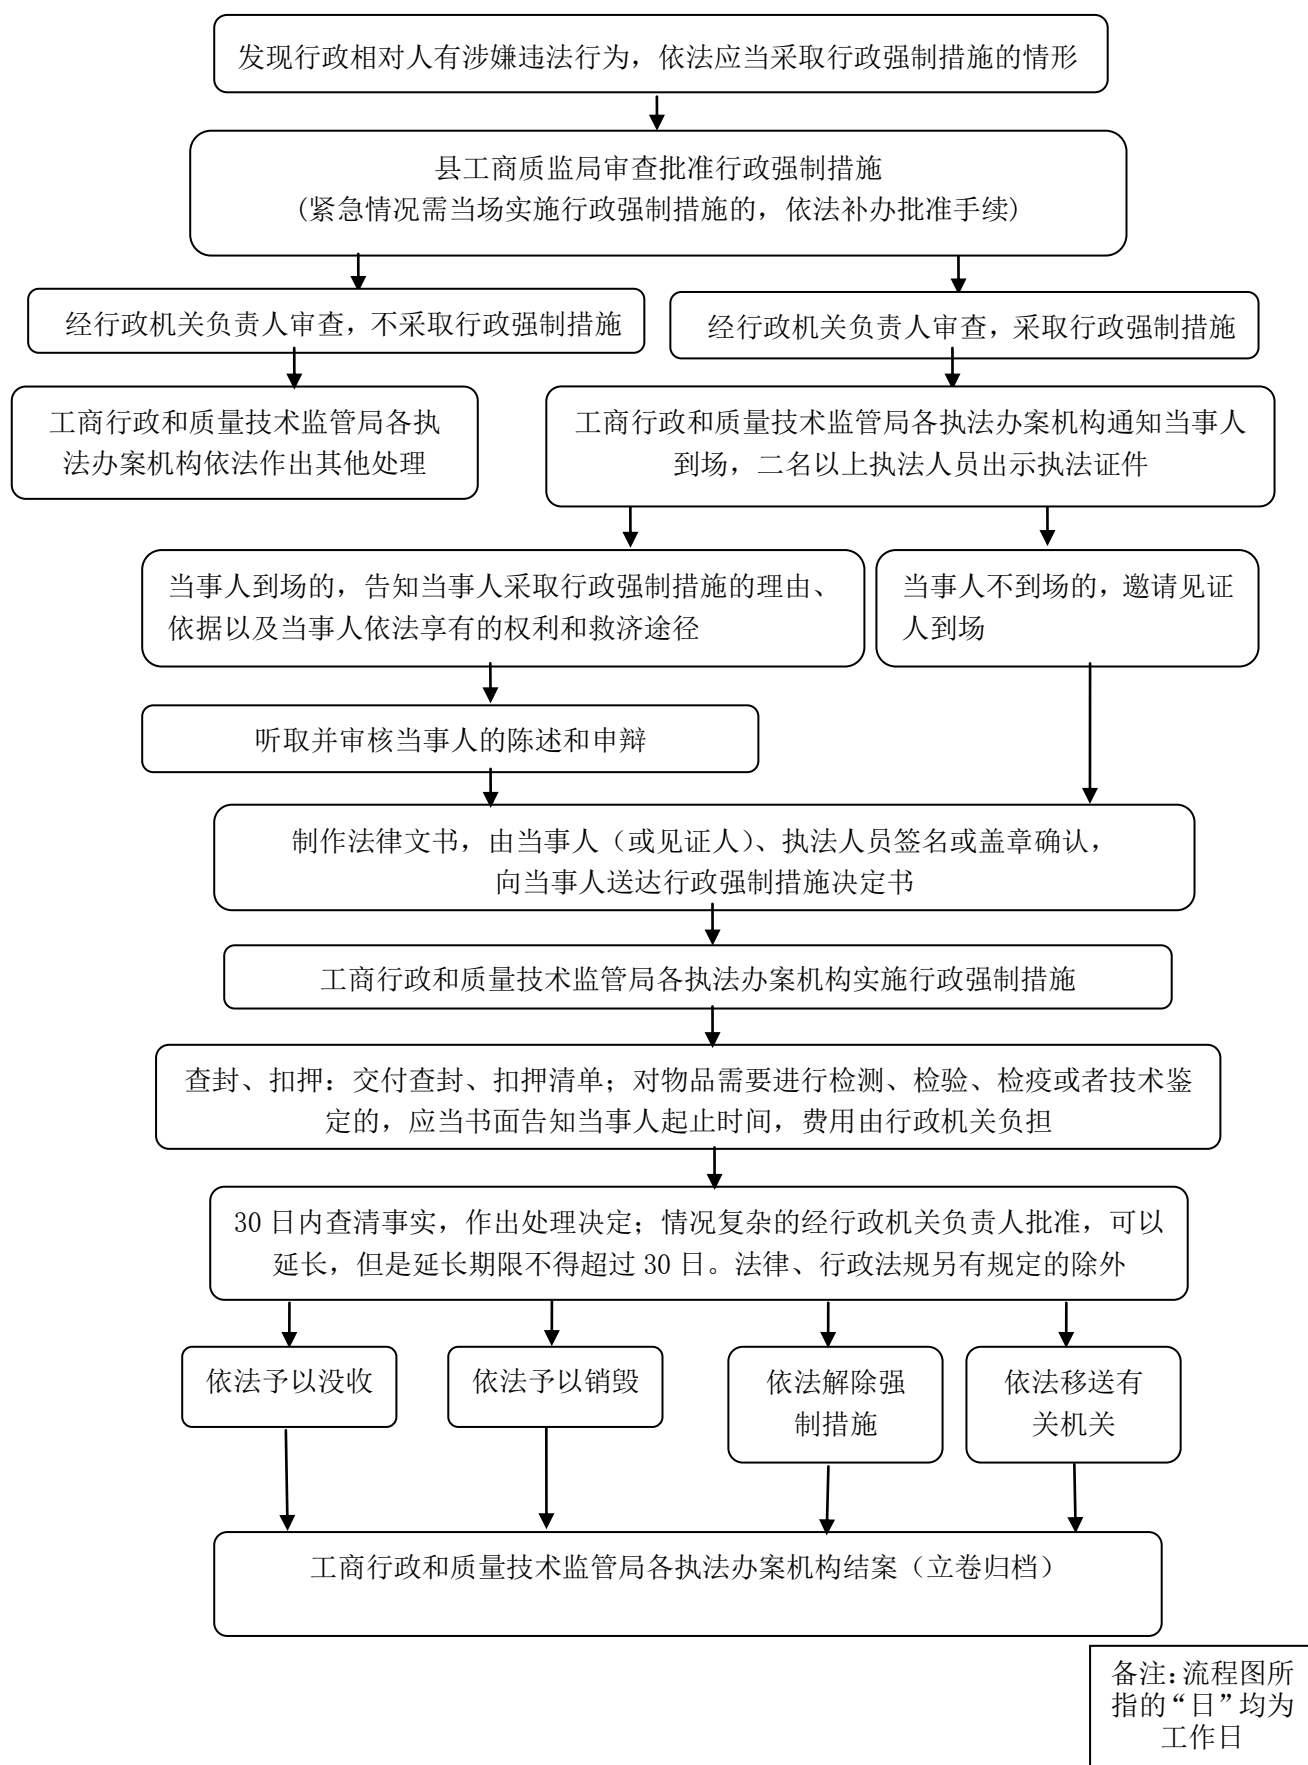 发现行政相对人有涉嫌违法行为，依法应当采取行政强制措施的情形
县工商质监局审查批准行政强制措施
(紧急情况需当场实施行政强制措施的，依法补办批准手续)
经行政机关负责人审查，不采取行政强制措施
经行政机关负责人审查，采取行政强制措施
工商行政和质量技术监管局各执
法办案机构依法作出其他处理
工商行政和质量技术监管局各执法办案机构通知当事人
到场，二名以上执法人员出示执法证件
当事人到场的，告知当事人采取行政强制措施的理由、
依据以及当事人依法享有的权利和救济途径
当事人不到场的，邀请见证
人到场
听取并审核当事人的陈述和申辩
制作法律文书，由当事人（或见证人）、执法人员签名或盖章确认，
向当事人送达行政强制措施决定书
工商行政和质量技术监管局各执法办案机构实施行政强制措施
查封、扣押：交付查封、扣押清单；对物品需要进行检测、检验、检疫或者技术鉴
定的，应当书面告知当事人起止时间，费用由行政机关负担
30 日内查清事实，作出处理决定；情况复杂的经行政机关负责人批准，可以
延长，但是延长期限不得超过 30 日。法律、行政法规另有规定的除外
依法予以没收
依法予以销毁
依法解除强
制措施
依法移送有
关机关
工商行政和质量技术监管局各执法办案机构结案（立卷归档）
备注：流程图所
指的“日”均为
工作日